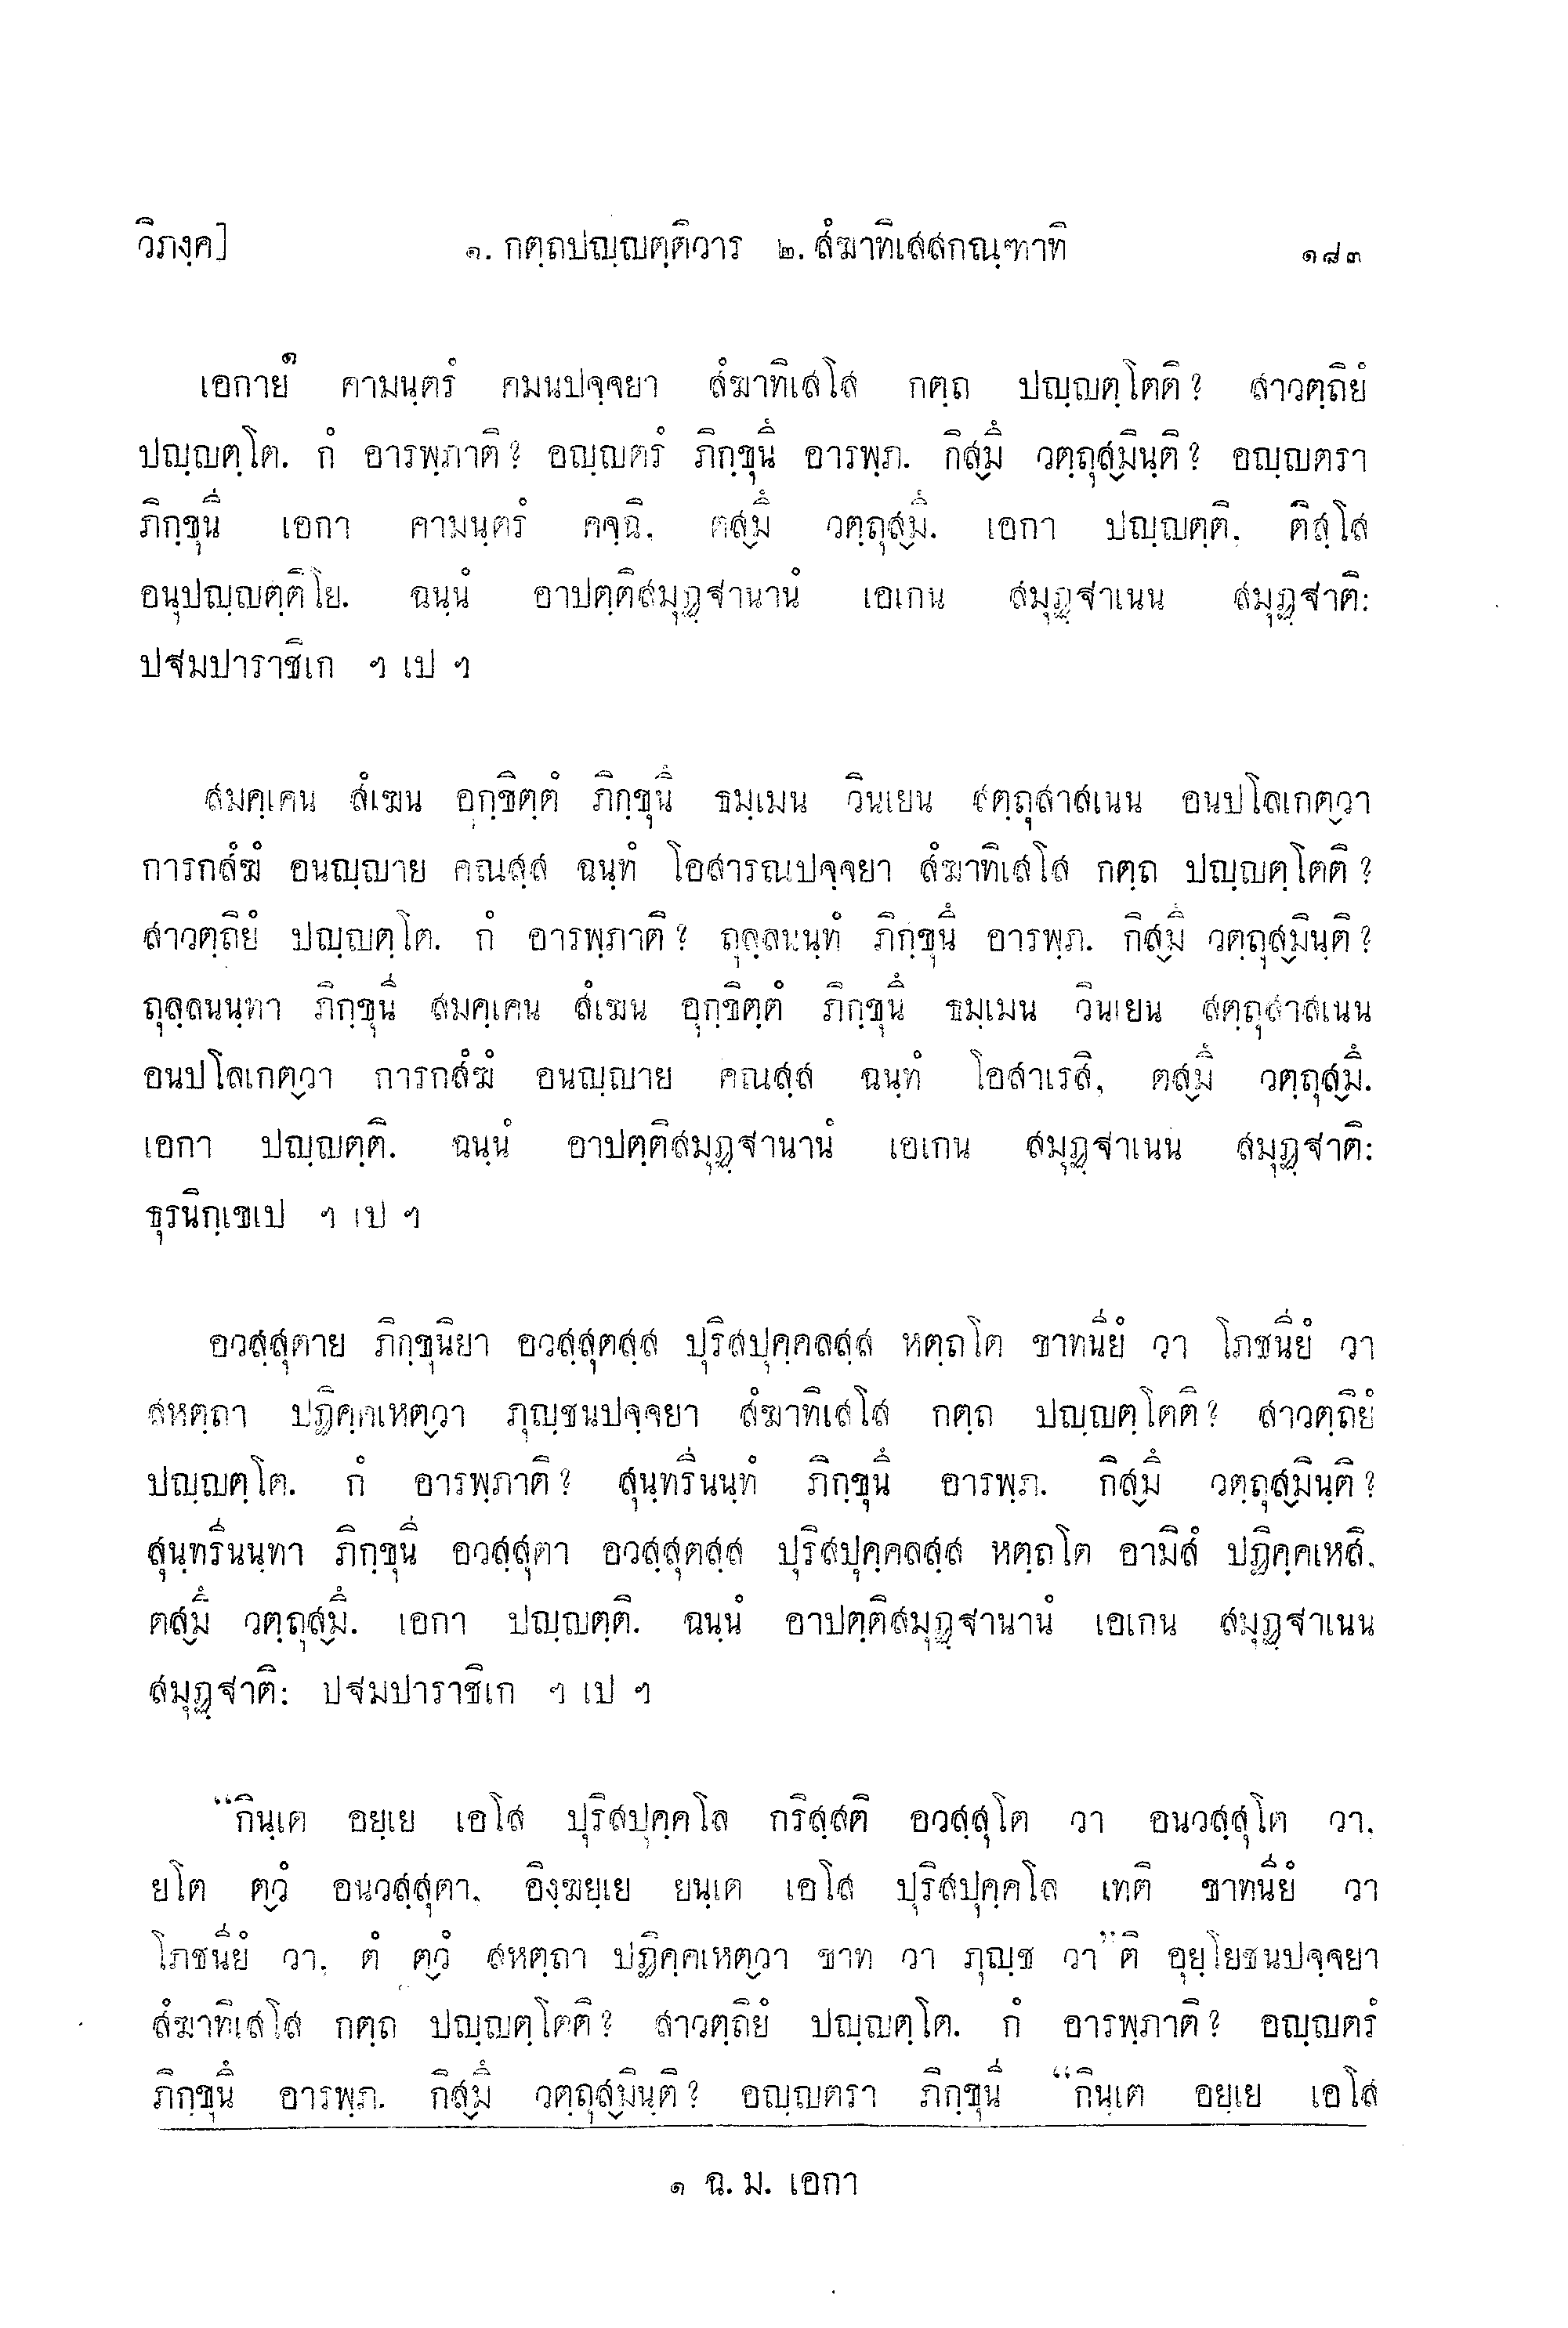 วิภงฺค]
๑. กตฺถปญฺญตฺติวาร ๒. สํฆาทิเสสกณฺฑาทิ
๑๘๓
เอกาย๑ คามนฺตรํ คมนปจฺจยา สํฆาทิเสโส กตฺถ ปญฺญตฺโตติ? สาวตฺถิยํ
ปญฺญตฺโต. กํ อารพฺภาติ? อญฺญตรํ ภิกฺขุนึ อารพฺภ. กิสฺมึ วตฺถุสฺมินฺติ? อญฺญตรา
ภิกฺขุนี เอกา คามนฺตรํ คจฺฉิ, ตสฺมึ วตฺถุสฺมึ. เอกา ปญฺญตฺติ, ติสฺโส
อนุปญฺญตฺติโย. ฉนฺนํ อาปตฺติสมุฏฺฐานานํ เอเกน สมุฏฺฐาเนน สมุฏฺฐาติ:
ปฐมปาราชิเก ฯ เป ฯ
สมคฺเคน สํเฆน อุกฺขิตฺตํ ภิกฺขุนึ ธมฺเมน วินเยน สตฺถุสาสเนน อนปโลเกตฺวา
การกสํฆํ อนญฺญาย คณสฺส ฉนฺทํ โอสารณปจฺจยา สํฆาทิเสโส กตฺถ ปญฺญตฺโตติ?
สาวตฺถิยํ ปญฺญตฺโต. กํ อารพฺภาติ? ถุลฺลนนฺทํ ภิกฺขุนึ อารพฺภ. กิสฺมึ วตฺถุสฺมินฺติ?
ถุลฺลนนฺทา ภิกฺขุนี สมคฺเคน สํเฆน อุกฺขิตฺตํ ภิกฺขุนึ ธมฺเมน วินเยน สตฺถุสาสเนน
อนปโลเกตฺวา การกสํฆํ อนญฺญาย คณสฺส ฉนฺทํ โอสาเรสิ, ตสฺมึ วตฺถุสฺมึ.
เอกา ปญฺญตฺติ. ฉนฺนํ อาปตฺติสมุฏฺฐานานํ เอเกน สมุฏฺฐาเนน สมุฏฺฐาติ:
ธุรนิกฺเขเป ฯ เป ฯ
อวสฺสุตาย ภิกฺขุนิยา อวสฺสุตสฺส ปุริสปุคฺคลสฺส หตฺถโต ขาทนียํ วา โภชนียํ วา
สหตฺถา ปฏิคฺคเหตฺวา ภุญฺชนปจฺจยา สํฆาทิเสโส กตฺถ ปญฺญตฺโตติ? สาวตฺถิยํ
ปญฺญตฺโต. กํ อารพฺภาติ? สุนฺทรีนนฺทํ ภิกฺขุนึ อารพฺภ. กิสฺมึ วตฺถุสฺมินฺติ?
สุนฺทรีนนฺทา ภิกฺขุนี อวสฺสุตา อวสฺสุตสฺส ปุริสปุคฺคลสฺส หตฺถโต อามิสํ ปฏิคฺคเหสิ,
ตสฺมึ วตฺถุสฺมึ. เอกา ปญฺญตฺติ. ฉนฺนํ อาปตฺติสมุฏฺฐานานํ เอเกน สมุฏฺฐาเนน
สมุฏฺฐาติ: ปฐมปาราชิเก ฯ เป ฯ
“กินฺเต อยฺเย เอโส ปุริสปุคฺคโล กริสฺสติ อวสฺสุโต วา อนวสฺสุโต วา,
ยโต ตฺวํ อนวสฺสุตา, อิงฺฆยฺเย ยนฺเต เอโส ปุริสปุคฺคโล เทติ ขาทนียํ วา
โภชนียํ วา, ตํ ตฺวํ สหตฺถา ปฏิคฺคเหตฺวา ขาท วา ภุญฺช วา”ติ อุยฺโยชนปจฺจยา
สํฆาทิเสโส กตฺถ ปญฺญตฺโตติ? สาวตฺถิยํ ปญฺญตฺโต. กํ อารพฺภาติ? อญฺญตรํ
ภิกฺขุนึ อารพฺภ. กิสฺมึ วตฺถุสฺมินฺติ? อญฺญตรา ภิกฺขุนี “กินฺเต อยฺเย เอโส
๑ ฉ. ม. เอกา